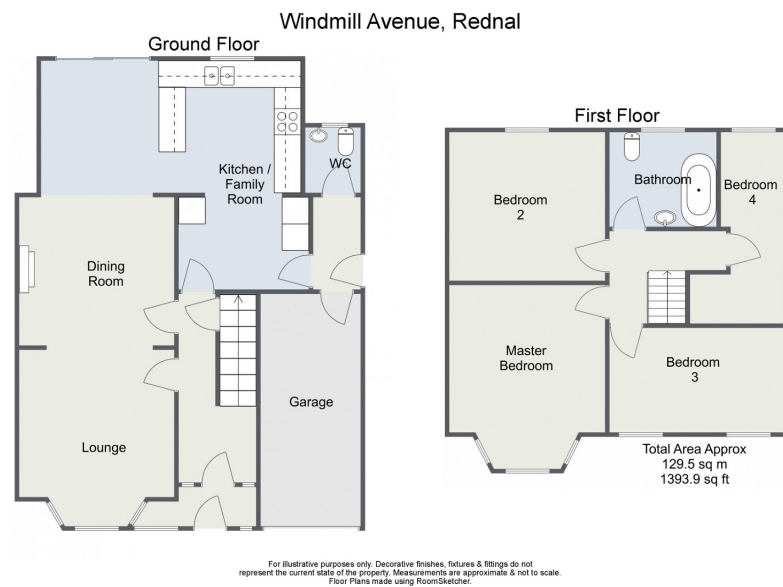 Windmill Avenue, Rednal
Ground Floor
WC
Kitchen /
Family
Room
Dining
Room
Lounge
Garage
First Floor
Bedroom
2
Bathroom
Bedroom
4
Master
Bedroom
Bedroom
3
Total Area Approx
129.5 sq m
1393.9 sq ft
For illustrative purposes only. Decorative finishes, fixtures & fittings do not
represent the current state of the property. Measurements are approximate & not to scale.
Floor Plans made using RoomSketcher.